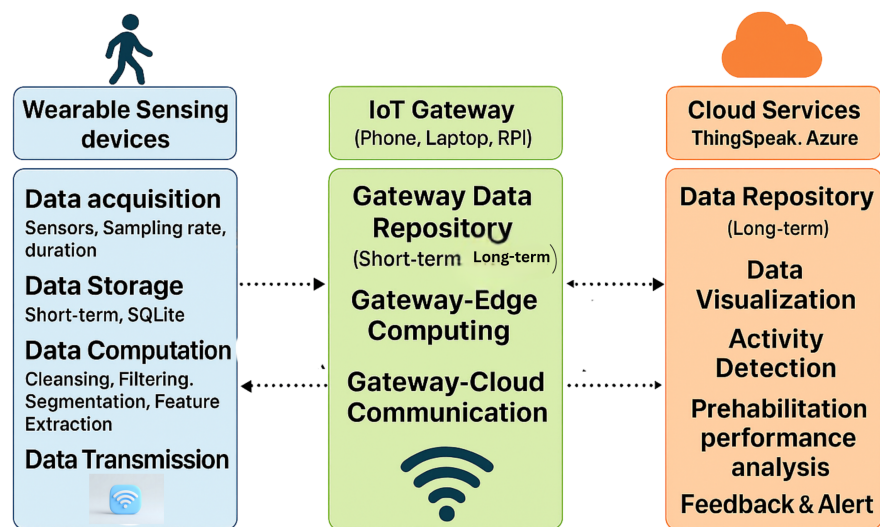 Wearable Sensing
devices
Data acquisition
Sensors, Sampling rate,
duration
Data Storage
Short-term, SQLite
Data Computation
Cleansing, Filtering.
Segmentation, Feature
Extraction
Data Transmission
IoT Gateway
(Phone, Laptop, RPI)
Gateway Data
Repository
(Short-term Long-term)
Gateway-Edge
Computing
Gateway-Cloud
Communication
Cloud Services
ThingSpeak. Azure
Data Repository
(Long-term)
Data
Visualization
Activity
Detection
Prehabilitation
performance
analysis
Feedback & Alert